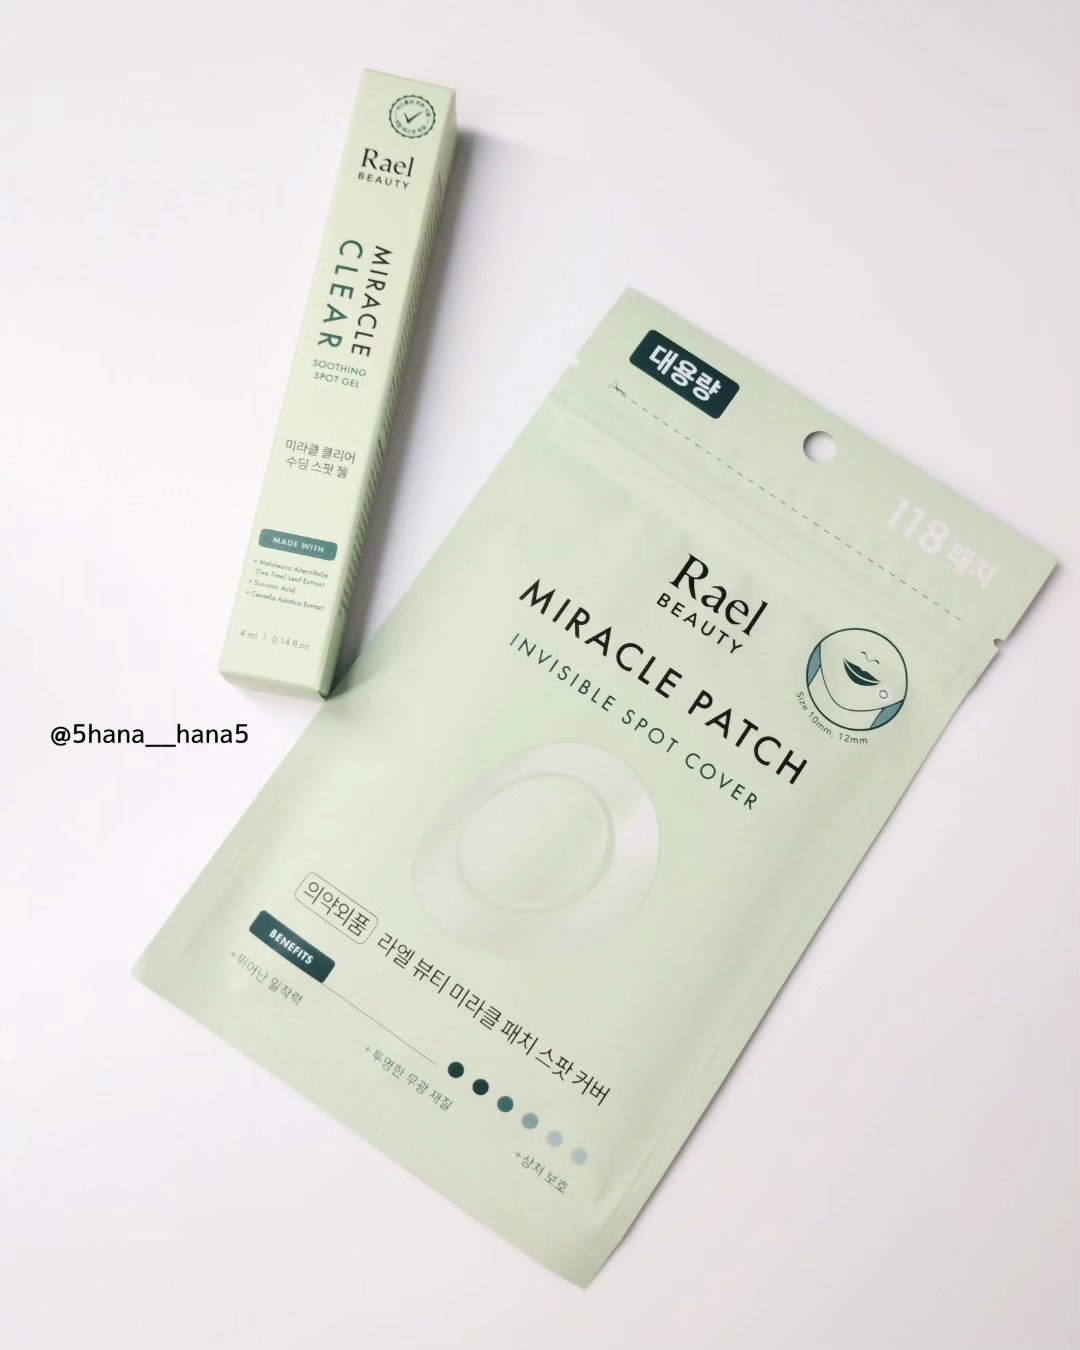 Rael
BEAUTY
MIRACLE
CLEAR
SOOTHING
SPOT GEL
미라클 클리어
수딩 스팟 젤
MADE WITH
+ Melaleuca Alternifolia
(Tea Tree) Leaf Extract
+ Succinic Acid
+ Centella Asiatica Extract
4 ml | 0.14 fl.oz.
@5hana__hana5
대용량
118 패치
Rael
BEAUTY
MIRACLE PATCH
INVISIBLE SPOT COVER
Size 10mm, 12mm
의약외품 라엘 뷰티 미라클 패치 스팟 커버
BENEFITS
+뛰어난 밀착력
+투명한 무광 재질
+상처 보호